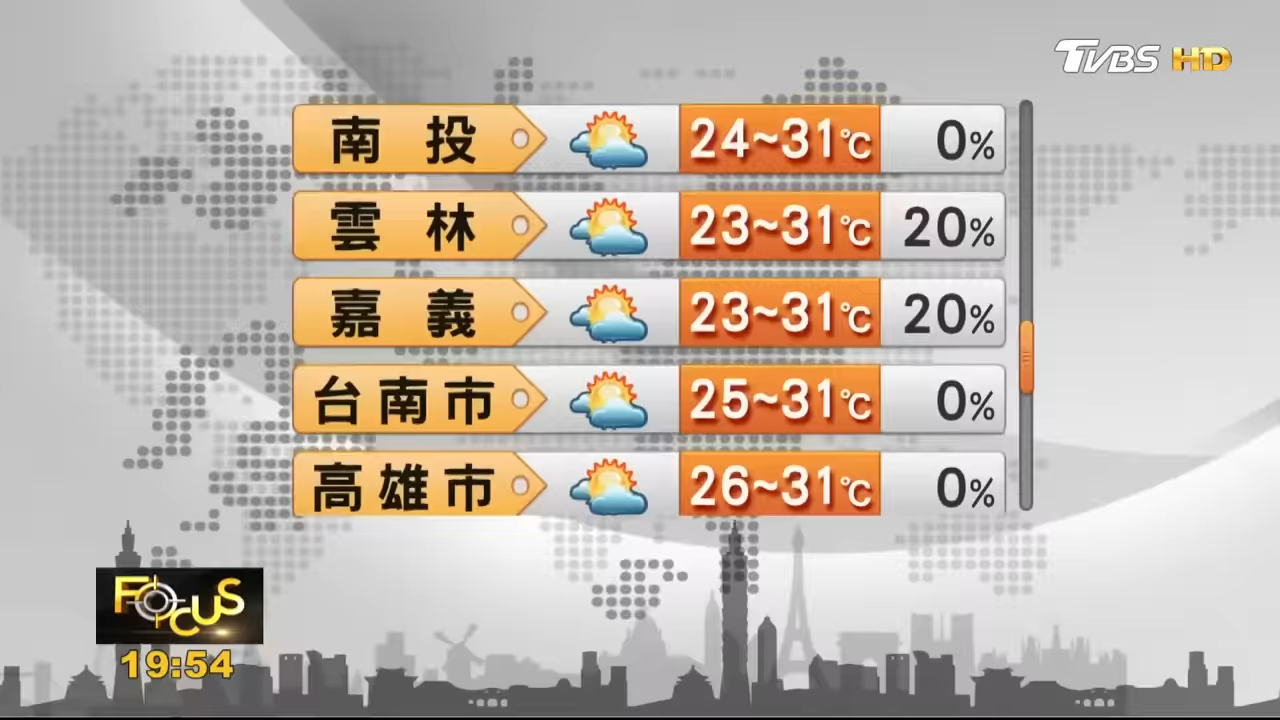 TVBS HD
南投 24~31℃ 0%
雲林 23~31℃ 20%
嘉義 23~31℃ 20%
台南市 25~31℃ 0%
高雄市 26~31℃ 0%
FOCUS
19:54